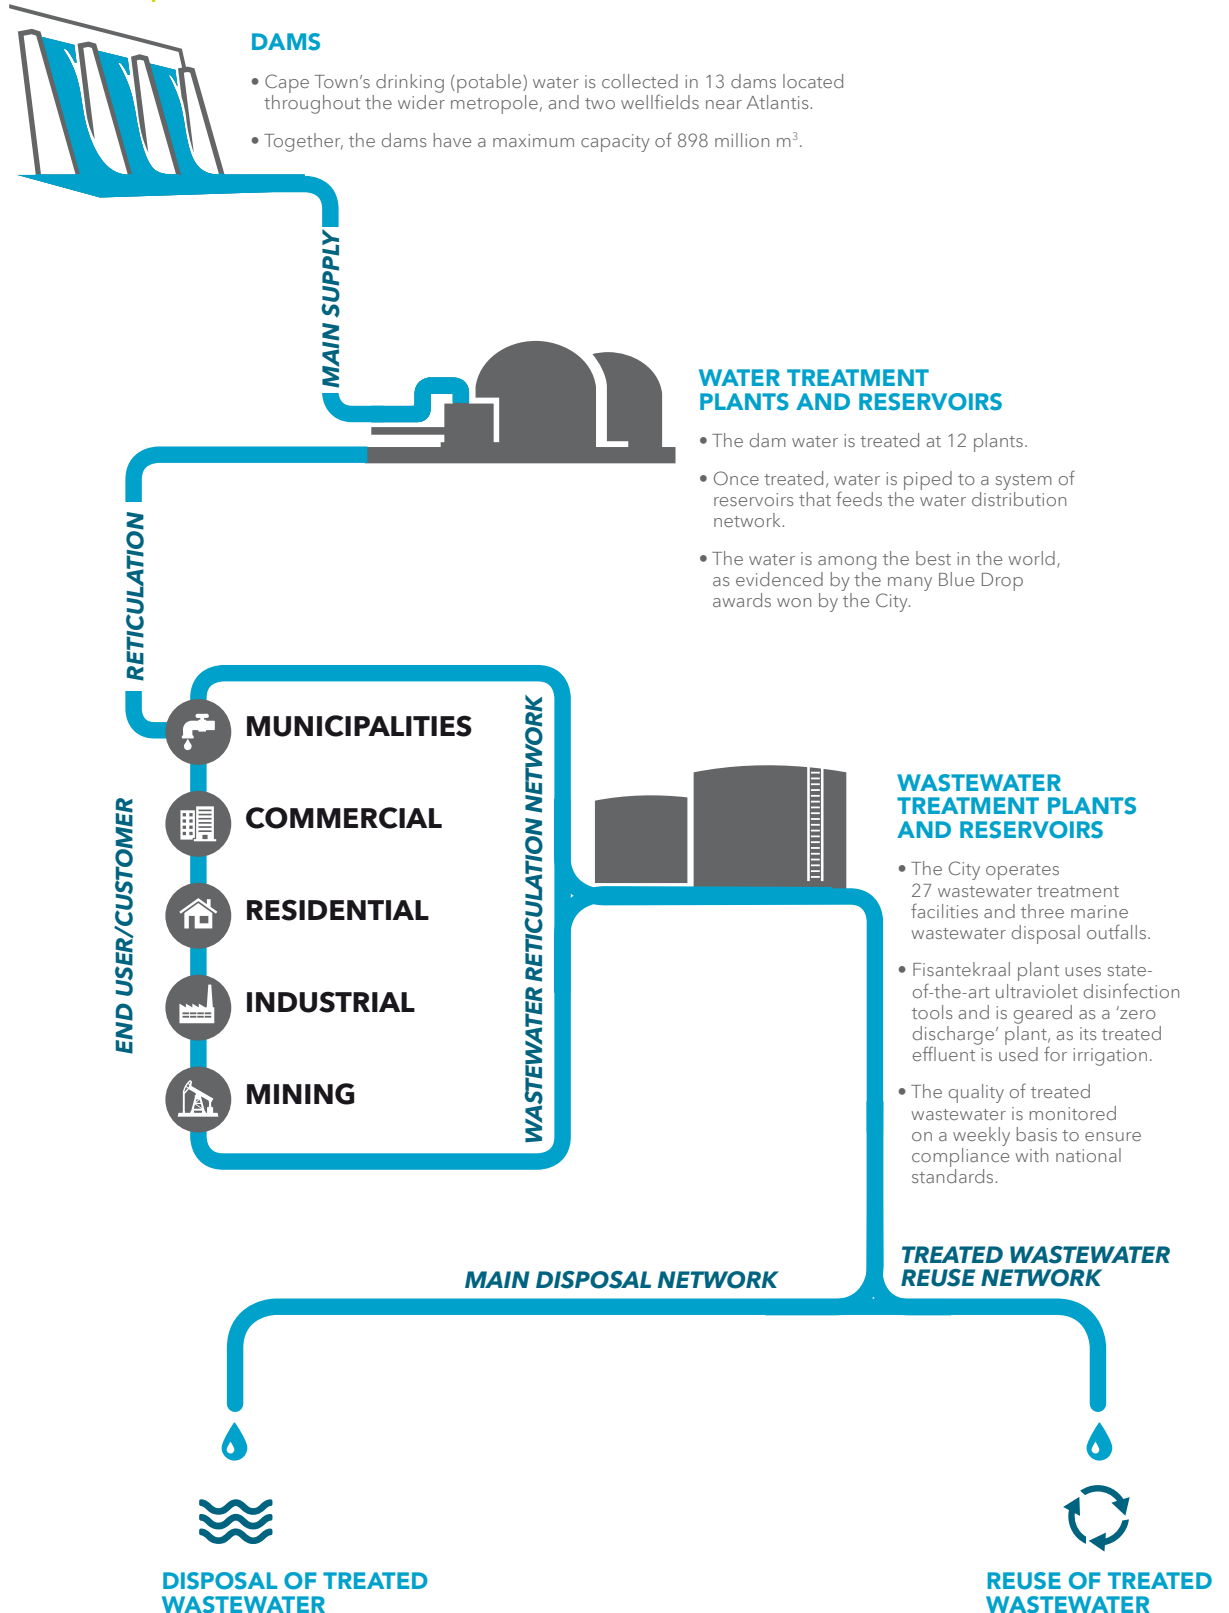 DAMS
• Cape Town's drinking (potable) water is collected in 13 dams located
throughout the wider metropole, and two wellfields near Atlantis.
• Together, the dams have a maximum capacity of 898 million m³.
MAIN SUPPLY
WATER TREATMENT
PLANTS AND RESERVOIRS
• The dam water is treated at 12 plants.
• Once treated, water is piped to a system of
reservoirs that feeds the water distribution
network.
• The water is among the best in the world,
as evidenced by the many Blue Drop
awards won by the City.
RETICULATION
END USER/CUSTOMER
MUNICIPALITIES
COMMERCIAL
RESIDENTIAL
INDUSTRIAL
MINING
WASTEWATER RETICULATION NETWORK
WASTEWATER
TREATMENT PLANTS
AND RESERVOIRS
• The City operates
27 wastewater treatment
facilities and three marine
wastewater disposal outfalls.
• Fisantekraal plant uses state-
of-the-art ultraviolet disinfection
tools and is geared as a 'zero
discharge' plant, as its treated
effluent is used for irrigation.
• The quality of treated
wastewater is monitored
on a weekly basis to ensure
compliance with national
standards.
MAIN DISPOSAL NETWORK
TREATED WASTEWATER
REUSE NETWORK
DISPOSAL OF TREATED
WASTEWATER
REUSE OF TREATED
WASTEWATER